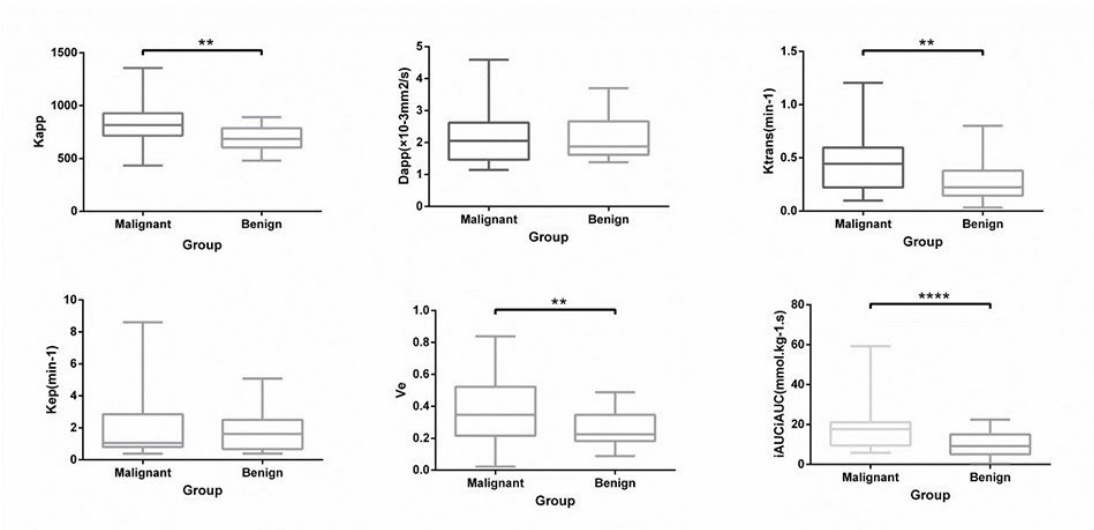 **
1500
1000
500
0
Kapp
Malignant Benign
Group
5
4
3
2
1
0
Dapp(×10-3mm2/s)
Malignant Benign
Group
**
1.5
1.0
0.5
0.0
Ktrans(min-1)
Malignant Benign
Group
10
8
6
4
2
0
Kep(min-1)
Malignant Benign
Group
**
1.0
0.8
0.6
0.4
0.2
0.0
Ve
Malignant Benign
Group
****
80
60
40
20
0
iAUCiAUC(mmol.kg-1.s)
Malignant Benign
Group